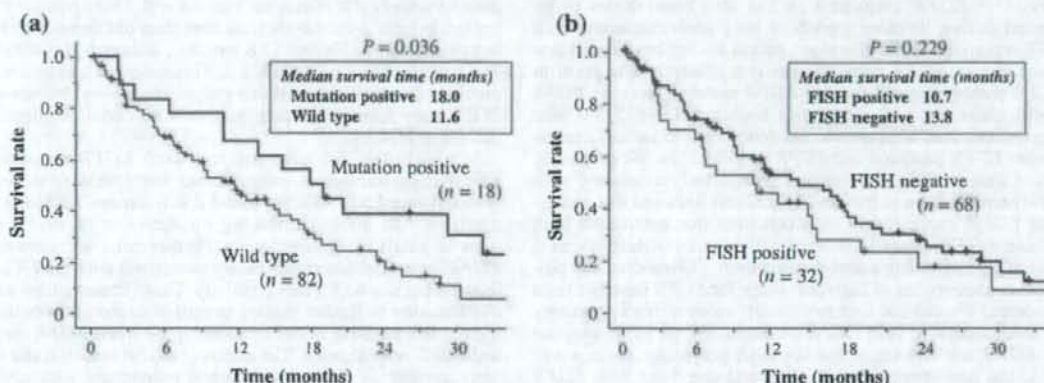 (a)
P = 0.036
Median survival time (months)
Mutation positive 18.0
Wild type 11.6
Survival rate
1.0
0.8
0.6
0.4
0.2
0
Mutation positive
(n = 18)
Wild type
(n = 82)
0 6 12 18 24 30
Time (months)
(b)
P = 0.229
Median survival time (months)
FISH positive 10.7
FISH negative 13.8
Survival rate
1.0
0.8
0.6
0.4
0.2
0.0
FISH negative
(n = 68)
FISH positive
(n = 32)
0 6 12 18 24 30
Time (months)